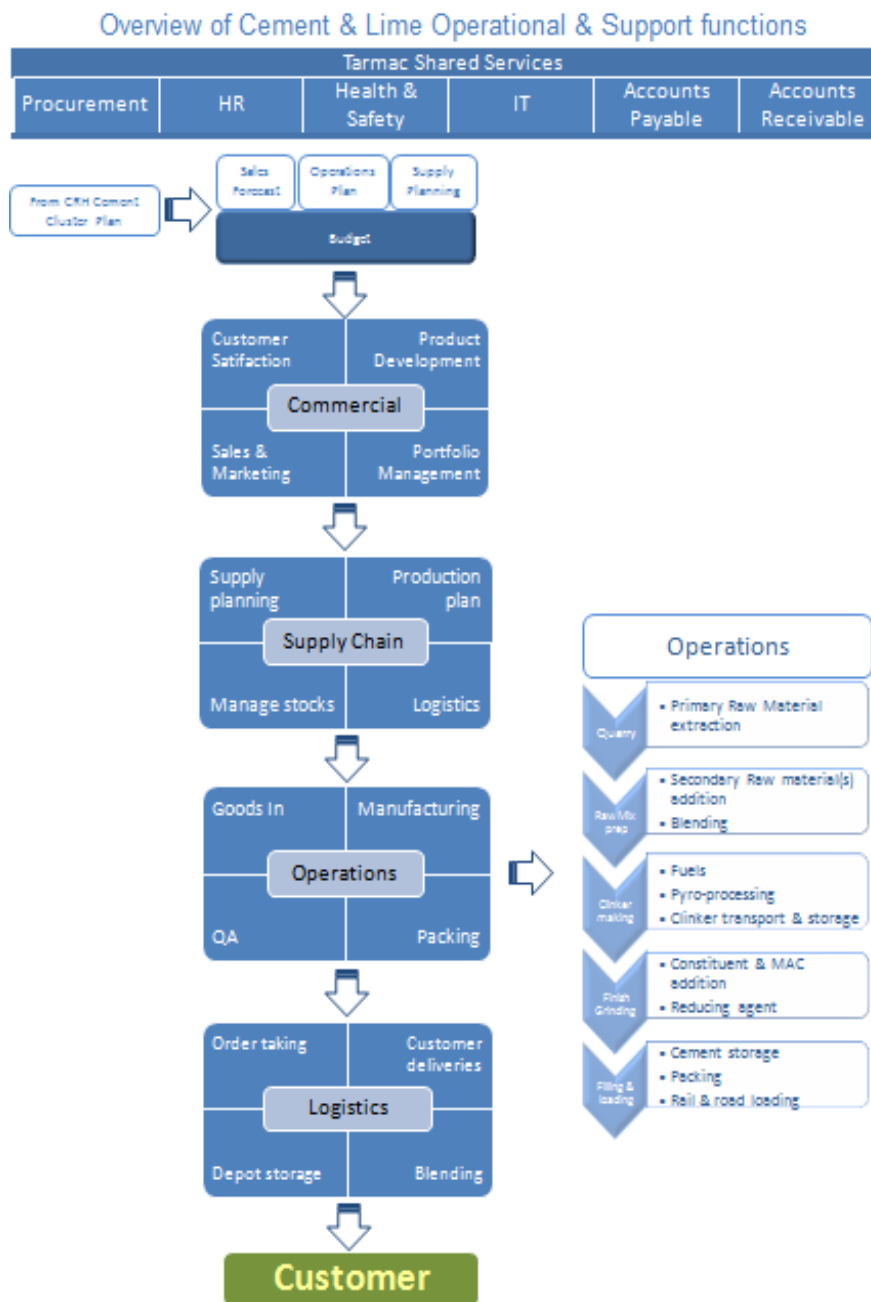 Overview of Cement & Lime Operational & Support functions
Tarmac Shared Services
Procurement
HR
Health &
Safety
IT
Accounts
Payable
Accounts
Receivable
Sales
Forecast
Operations
Plan
Supply
Planning
From CRH Cement
Cluster Plan
Budget
Customer
Satifaction
Product
Development
Commercial
Sales &
Marketing
Portfolio
Management
Supply
planning
Production
plan
Supply Chain
Manage stocks
Logistics
Goods In
Manufacturing
Operations
QA
Packing
Order taking
Customer
deliveries
Logistics
Depot storage
Blending
Customer
Operations
Quarry
• Primary Raw Material
extraction
Raw Mix
prep
• Secondary Raw material(s)
addition
• Blending
Clinker
making
• Fuels
• Pyro-processing
• Clinker transport & storage
Finish
Grinding
• Constituent & MAC
addition
• Reducing agent
Filling &
loading
• Cement storage
• Packing
• Rail & road loading